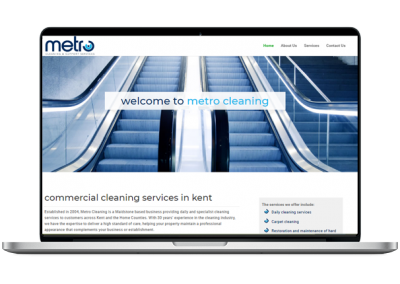 metro
Home About Us Services Contact Us
welcome to metro cleaning
commercial cleaning services in kent
The services we offer include:
Metro Cleaning is a Maidstone-based business providing daily and specialist cleaning
services to customers across Kent and the Home Counties. With 30 years' experience in the cleaning industry
we have the expertise to deliver a high standard of care, helping your property maintain a professional
appearance that complements your business or establishment.
Daily cleaning services
Carpet cleaning
Restoration and maintenance of hard